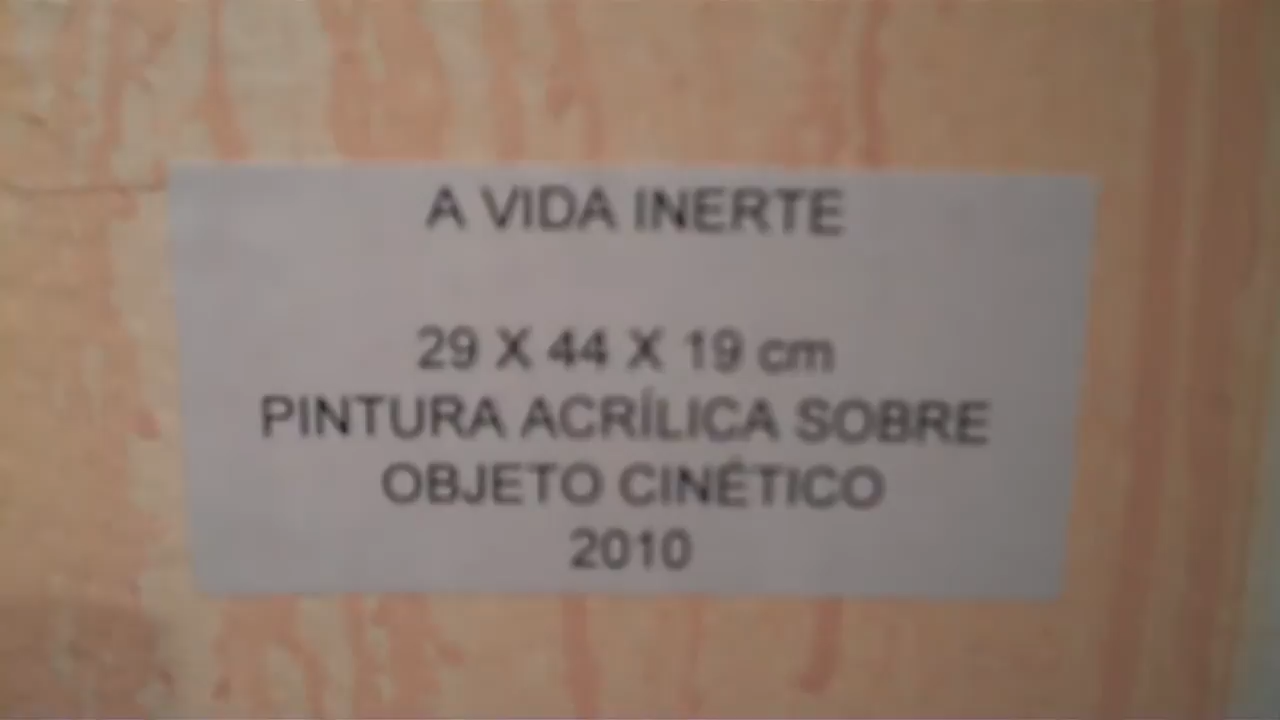 A VIDA INERTE
29 X 44 X 19 cm
PINTURA ACRÍLICA SOBRE
OBJETO CINÉTICO
2010